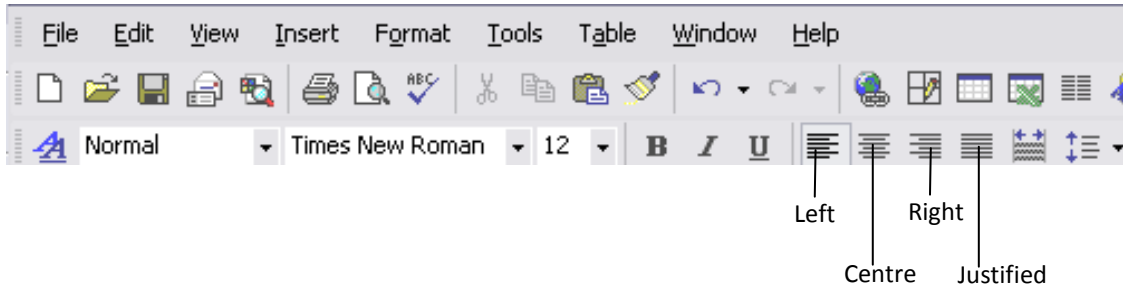 File Edit View Insert Format Tools Table Window Help
ABC
Normal Times New Roman 12 B I U
Left Right
Centre Justified